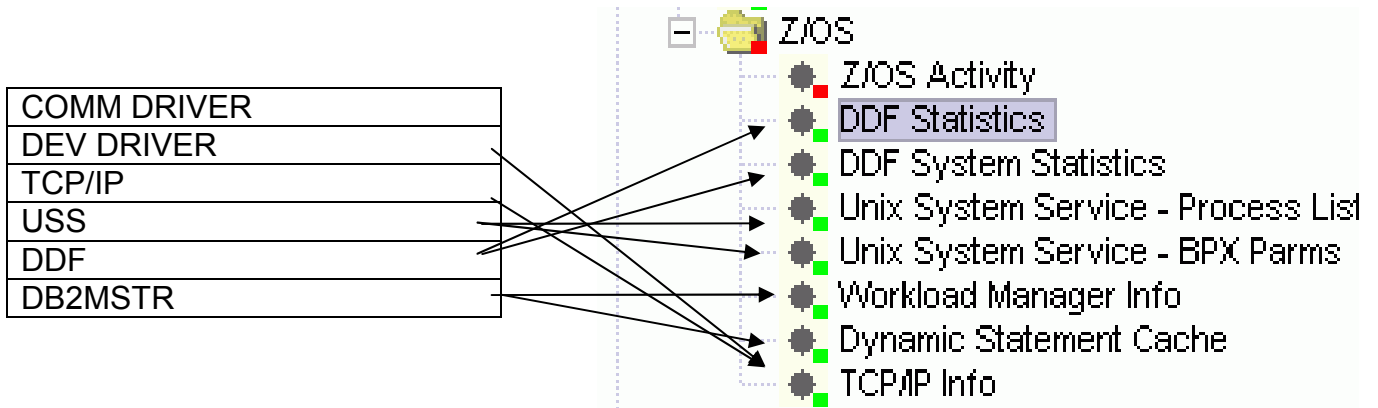 COMM DRIVER
DEV DRIVER
TCP/IP
USS
DDF
DB2MSTR
Z/OS
Z/OS Activity
DDF Statistics
DDF System Statistics
Unix System Service - Process List
Unix System Service - BPX Parms
Workload Manager Info
Dynamic Statement Cache
TCP/IP Info